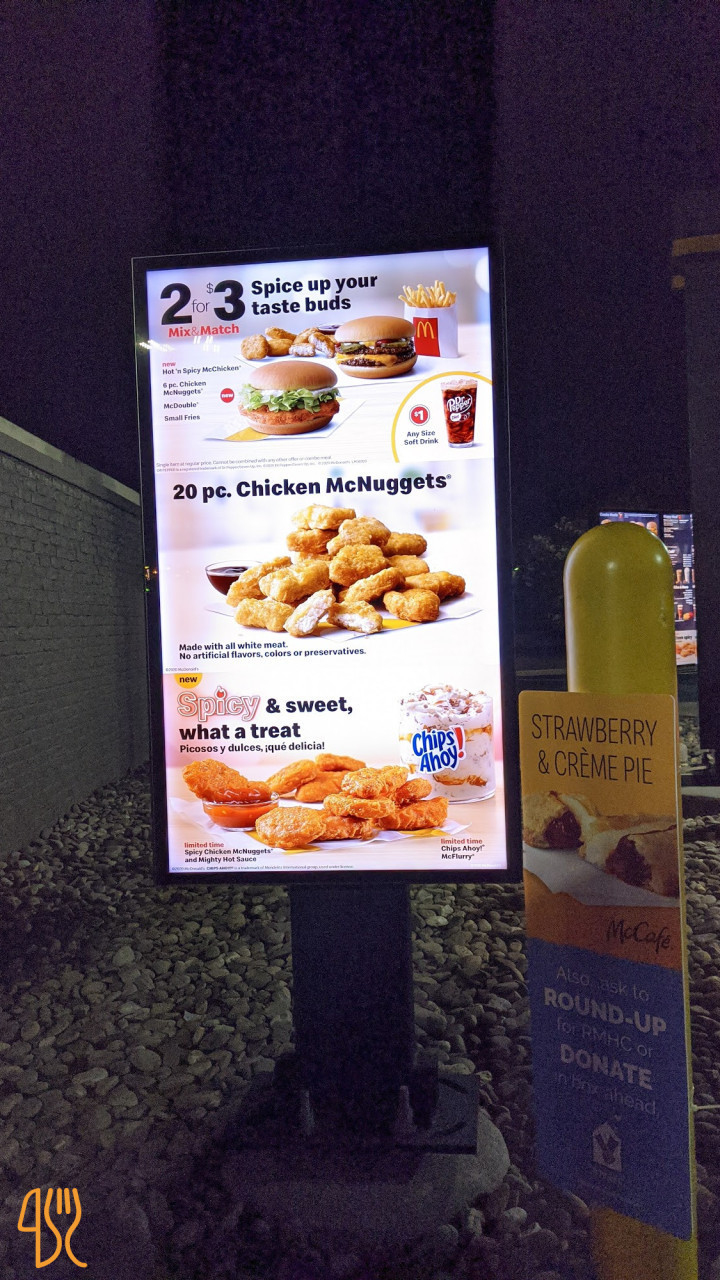 2 for $3
Mix&Match
Spice up your
taste buds
new
Hot 'n Spicy McChicken®
6 pc. Chicken
McNuggets®
McDouble®
Small Fries
new
M
Dr Pepper
$1
Any Size
Soft Drink
20 pc. Chicken McNuggets®
Made with all white meat.
No artificial flavors, colors or preservatives.
new
Spicy & sweet,
what a treat
Picosos y dulces, ¡qué delicia!
Chips
Ahoy!
limited time
Spicy Chicken McNuggets®
and Mighty Hot Sauce
limited time
Chips Ahoy!®
McFlurry®
STRAWBERRY
& CRÈME PIE
McCafé
Also, ask to
ROUND-UP
for RMHC or
DONATE
in box ahead